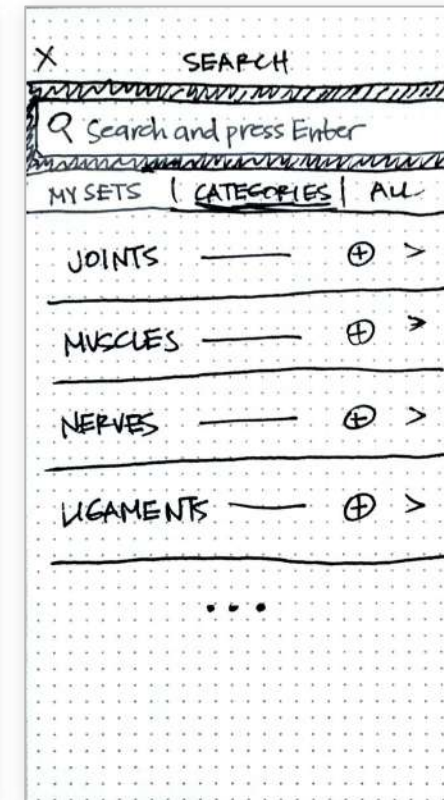 X SEARCH
Search and press Enter
MY SETS | CATEGORIES | ALL
JOINTS + >
MUSCLES + >
NERVES + >
LIGAMENTS + >
...